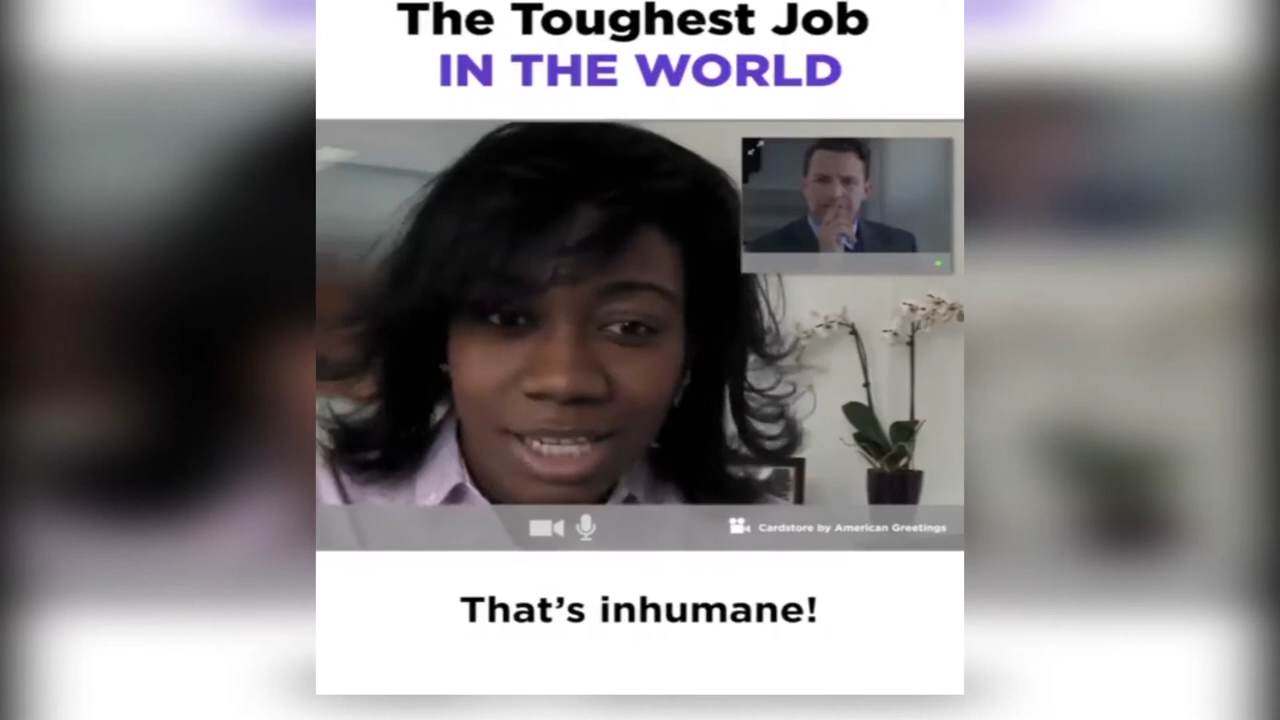 The Toughest Job
IN THE WORLD
Cardstore by American Greetings
That's inhumane!